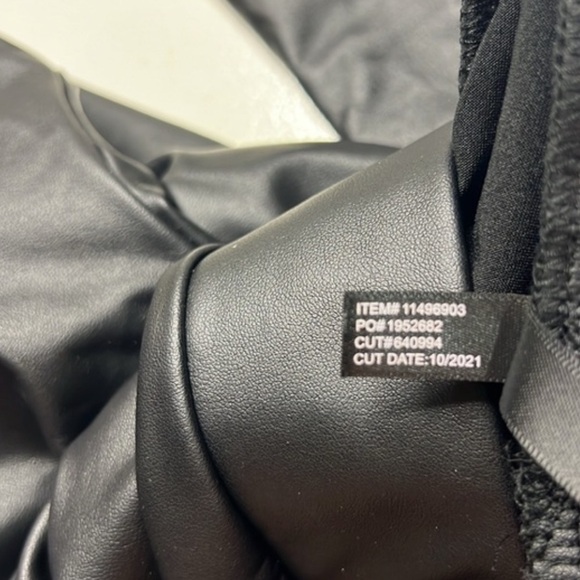 ITEM# 11496903
PO# 1952682
CUT#640994
CUT DATE:10/2021